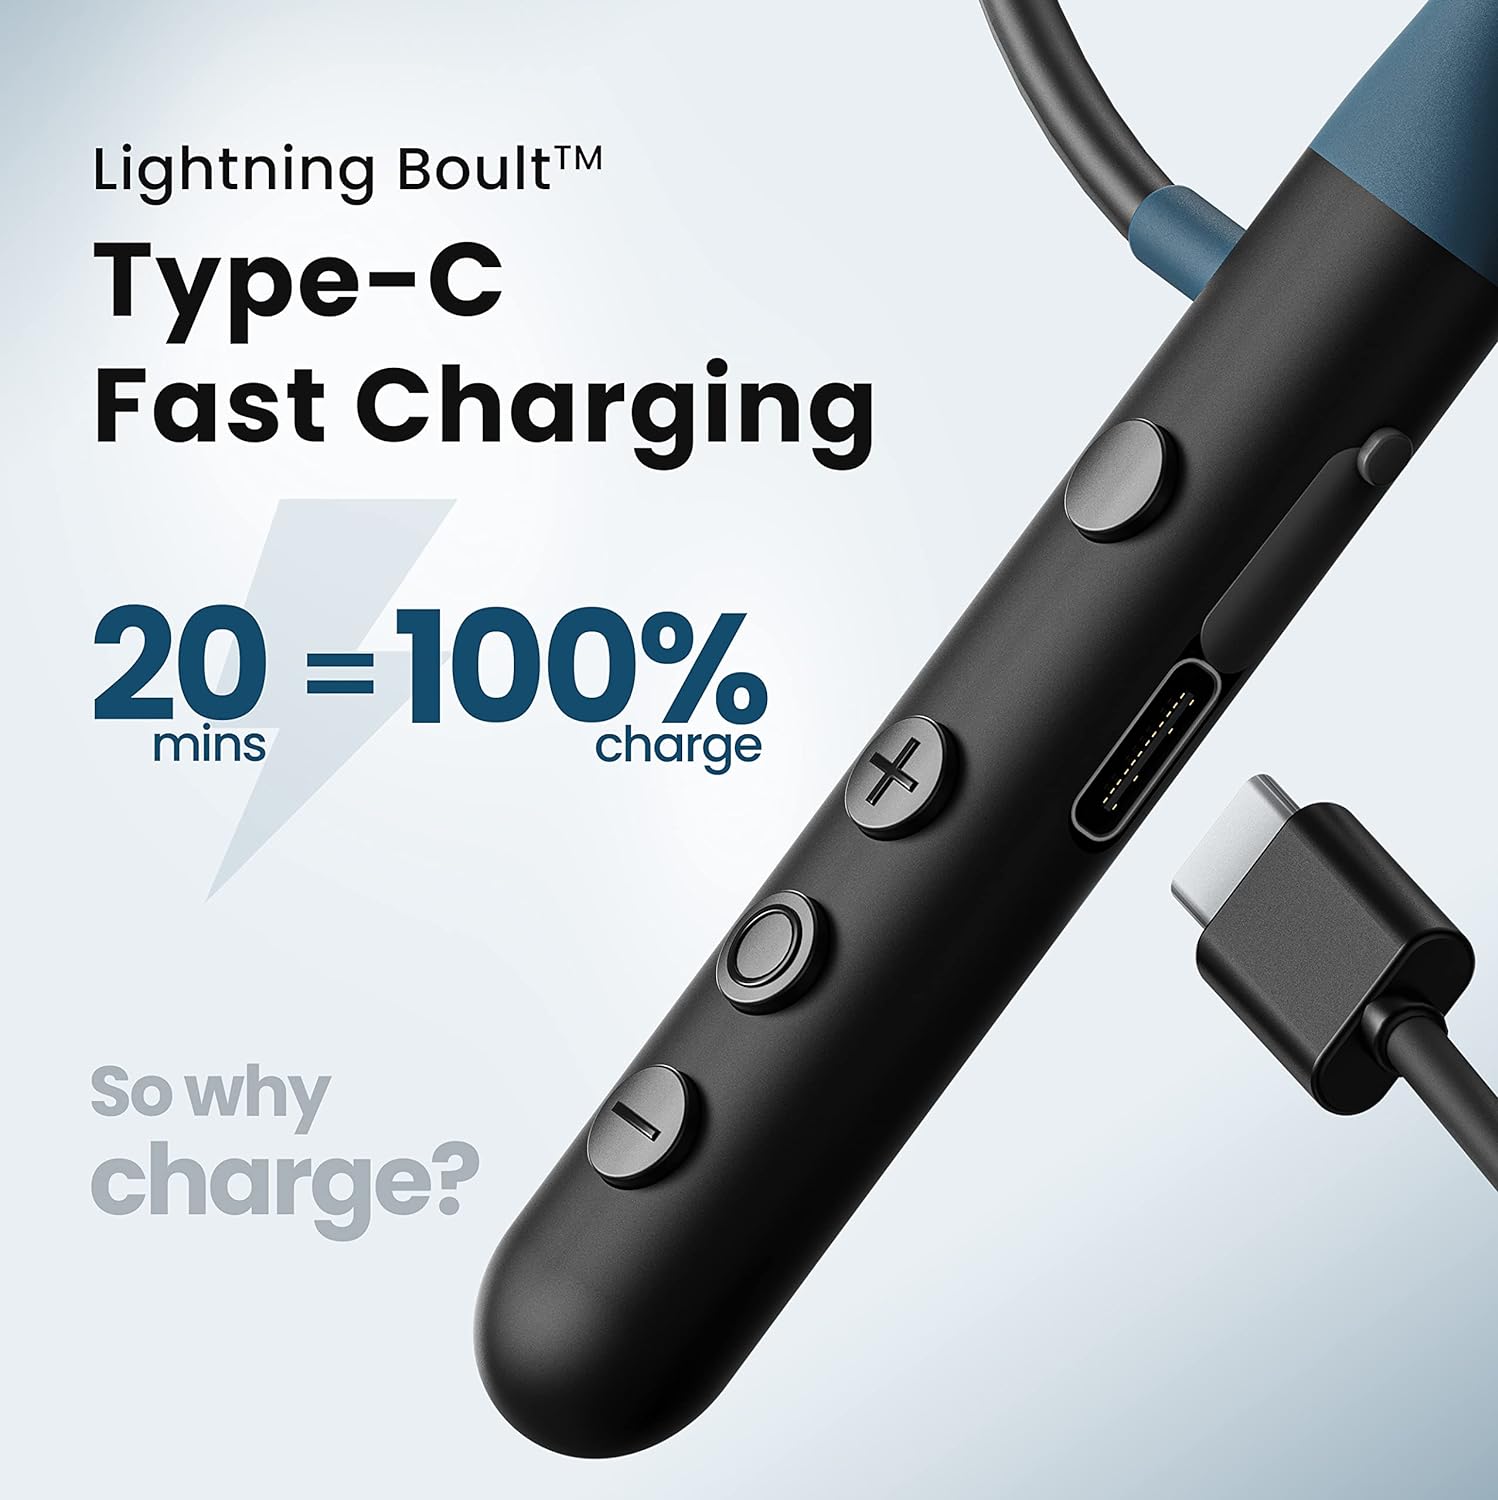 Lightning Boult™
Type-C
Fast Charging
20 = 100%
mins charge
So why
charge?